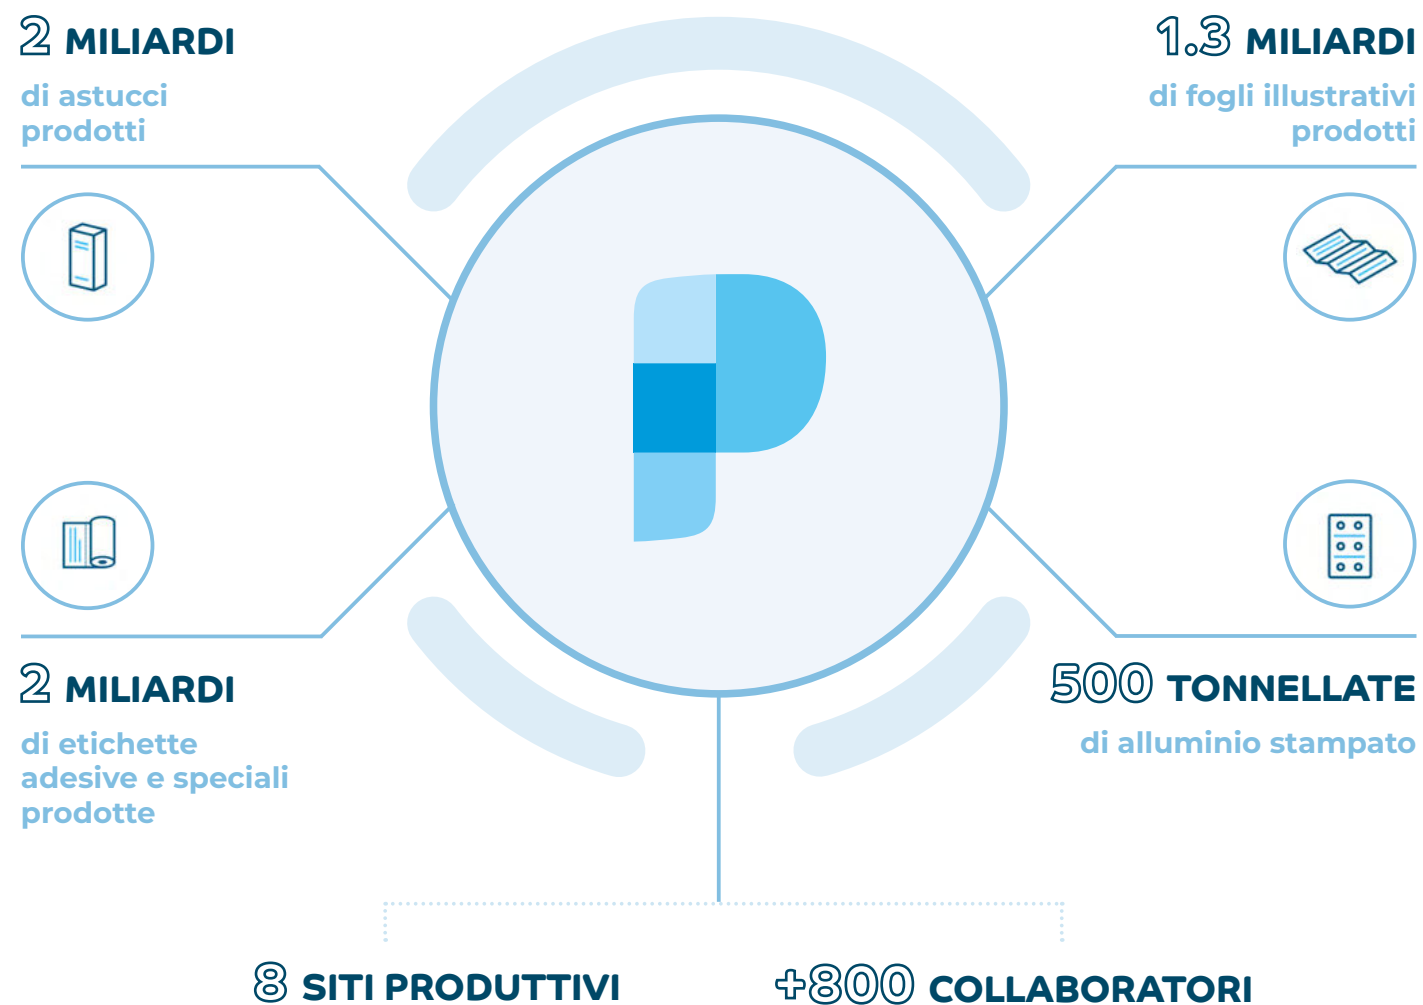 2 MILIARDI
di astucci
prodotti
1.3 MILIARDI
di fogli illustrativi
prodotti
2 MILIARDI
di etichette
adesive e speciali
prodotte
500 TONNELLATE
di alluminio stampato
8 SITI PRODUTTIVI
+800 COLLABORATORI